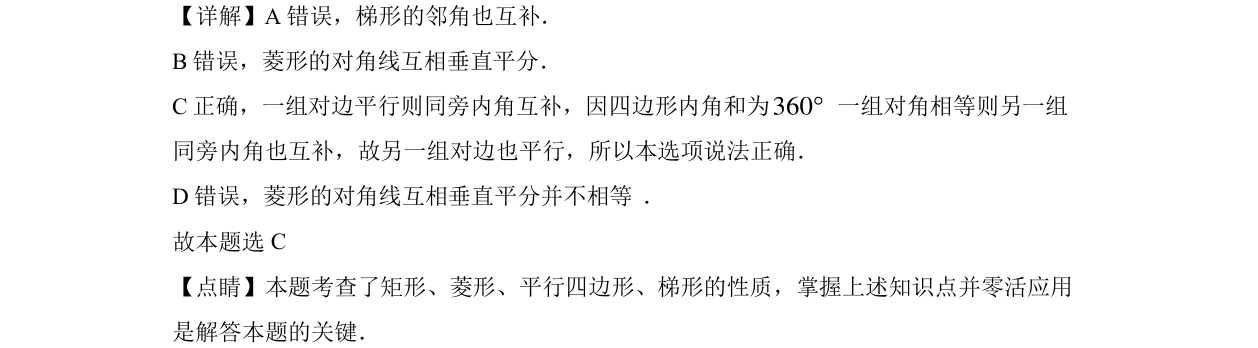 【详解】A 错误，梯形的邻角也互补．
B 错误，菱形的对角线互相垂直平分．
C 正确，一组对边平行则同旁内角互补，因四边形内角和为360° 一组对角相等则另一组
同旁内角也互补，故另一组对边也平行，所以本选项说法正确．
D 错误，菱形的对角线互相垂直平分并不相等 ．
故本题选 C
【点睛】本题考查了矩形、菱形、平行四边形、梯形的性质，掌握上述知识点并零活应用
是解答本题的关键．